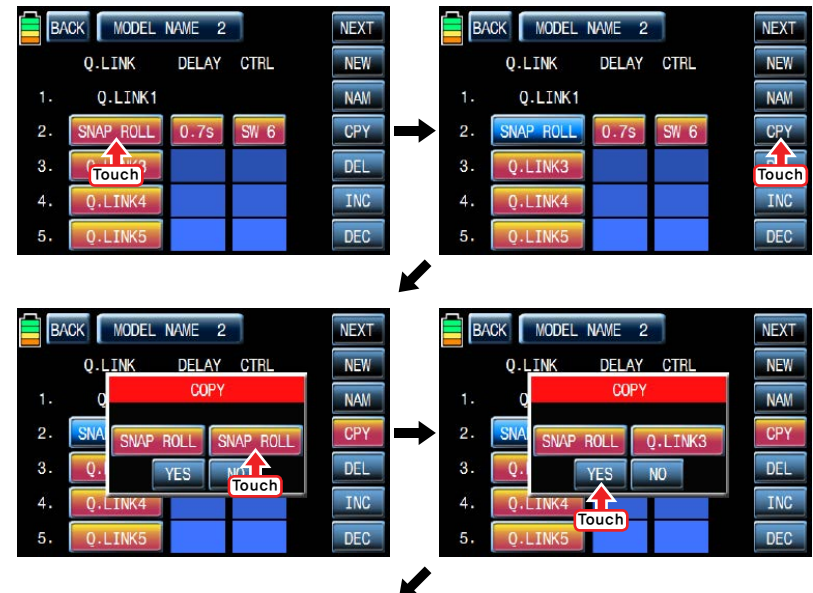 BACK MODEL NAME 2 NEXT
Q.LINK DELAY CTRL NEW
1. Q.LINK1 NAM
2. SNAP ROLL 0.7s SW 6 CPY
3. Q.LINK3 DEL
Touch
4. Q.LINK4 INC
5. Q.LINK5 DEC
BACK MODEL NAME 2 NEXT
Q.LINK DELAY CTRL NEW
1. Q.LINK1 NAM
2. SNAP ROLL 0.7s SW 6 CPY
3. Q.LINK3
Touch
4. Q.LINK4 INC
5. Q.LINK5 DEC
BACK MODEL NAME 2 NEXT
Q.LINK DELAY CTRL NEW
COPY
1. Q NAM
2. SNA SNAP ROLL SNAP ROLL CPY
3. Q. YES NO DEL
Touch
4. Q.LINK4 INC
5. Q.LINK5 DEC
BACK MODEL NAME 2 NEXT
Q.LINK DELAY CTRL NEW
COPY
1. Q NAM
2. SNA SNAP ROLL Q.LINK3 CPY
3. Q. YES NO DEL
4. Q.LINK4 INC
Touch
5. Q.LINK5 DEC